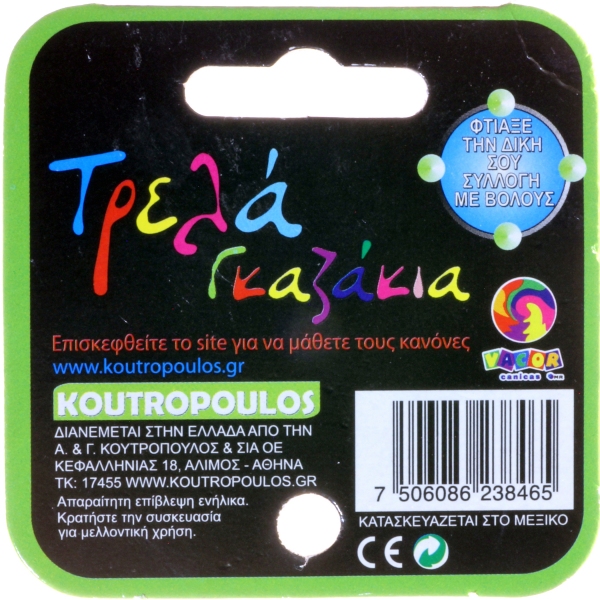 ΦΤΙΑΞΕ
ΤΗΝ ΔΙΚΗ
ΣΟΥ
ΣΥΛΛΟΓΗ
ΜΕ ΒΟΛΟΥΣ
Τρελά
γκαζάκια
Επισκεφθείτε το site για να μάθετε τους κανόνες
www.koutropoulos.gr
VACOR
canicas
KOUTROPOULOS
ΔΙΑΝΕΜΕΤΑΙ ΣΤΗΝ ΕΛΛΑΔΑ ΑΠΟ ΤΗΝ
Α. & Γ. ΚΟΥΤΡΟΠΟΥΛΟΣ & ΣΙΑ ΟΕ
ΚΕΦΑΛΛΗΝΙΑΣ 18, ΑΛΙΜΟΣ - ΑΘΗΝΑ
ΤΚ: 17455 WWW.KOUTROPOULOS.GR
Απαραίτητη επίβλεψη ενήλικα.
Κρατήστε την συσκευασία
για μελλοντική χρήση.
7 506086 238465
ΚΑΤΑΣΚΕΥΑΖΕΤΑΙ ΣΤΟ ΜΕΞΙΚΟ
CE